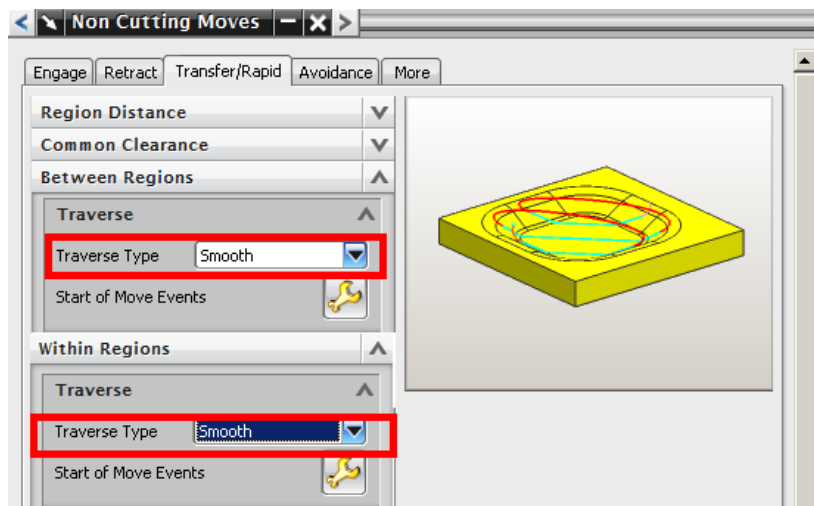 Non Cutting Moves
Engage Retract Transfer/Rapid Avoidance More
Region Distance
Common Clearance
Between Regions
Traverse
Traverse Type Smooth
Start of Move Events
Within Regions
Traverse
Traverse Type Smooth
Start of Move Events